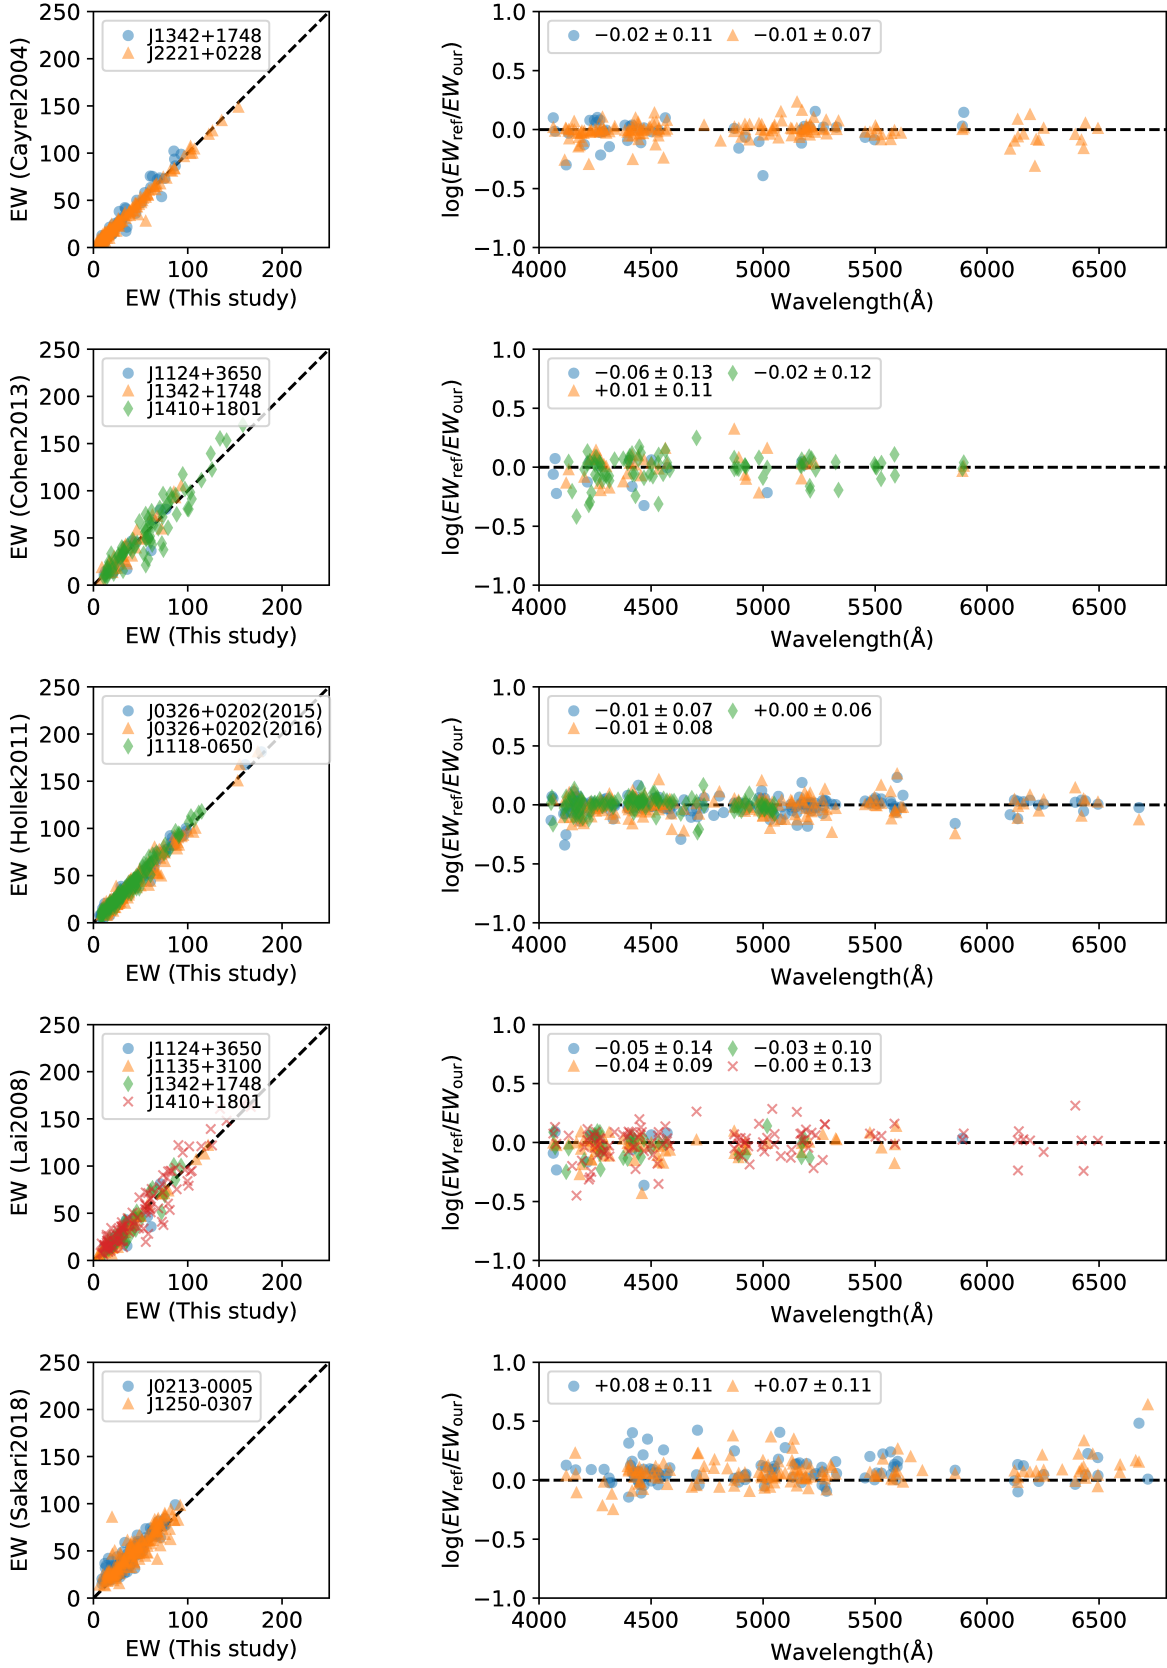 250
200
150
100
50
0
0 100 200
EW (Cayrel2004)
EW (This study)
J1342+1748
J2221+0228
1.0
0.5
0.0
−0.5
−1.0
4000 4500 5000 5500 6000 6500
log(EWref/EWour)
Wavelength(Å)
−0.02±0.11 −0.01±0.07
250
200
150
100
50
0
0 100 200
EW (Cohen2013)
EW (This study)
J1124+3650
J1342+1748
J1410+1801
1.0
0.5
0.0
−0.5
−1.0
4000 4500 5000 5500 6000 6500
log(EWref/EWour)
Wavelength(Å)
−0.06±0.13 −0.02±0.12
+0.01±0.11
250
200
150
100
50
0
0 100 200
EW (Hollek2011)
EW (This study)
J0326+0202(2015)
J0326+0202(2016)
J1118-0650
1.0
0.5
0.0
−0.5
−1.0
4000 4500 5000 5500 6000 6500
log(EWref/EWour)
Wavelength(Å)
−0.01±0.07 +0.00±0.06
−0.01±0.08
250
200
150
100
50
0
0 100 200
EW (Lai2008)
EW (This study)
J1124+3650
J1135+3100
J1342+1748
J1410+1801
1.0
0.5
0.0
−0.5
−1.0
4000 4500 5000 5500 6000 6500
log(EWref/EWour)
Wavelength(Å)
−0.05±0.14 −0.03±0.10
−0.04±0.09 −0.00±0.13
250
200
150
100
50
0
0 100 200
EW (Sakari2018)
EW (This study)
J0213-0005
J1250-0307
1.0
0.5
0.0
−0.5
−1.0
4000 4500 5000 5500 6000 6500
log(EWref/EWour)
Wavelength(Å)
+0.08±0.11 +0.07±0.11